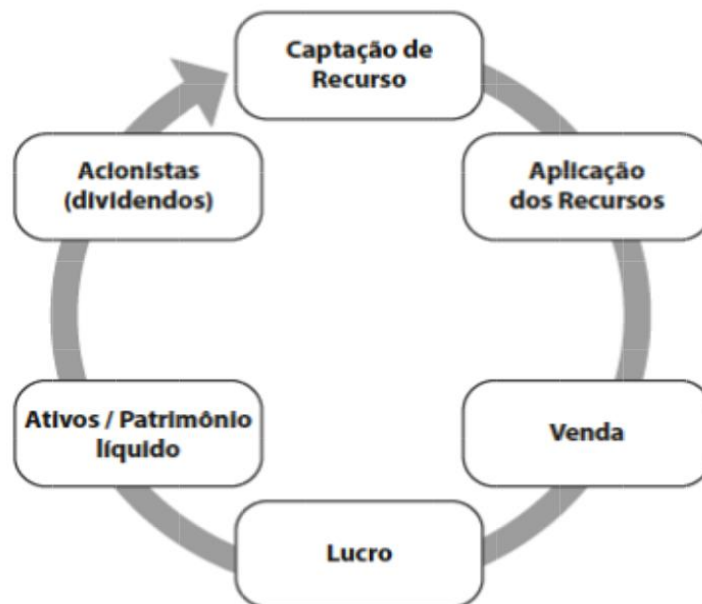 Captação de
Recurso
Aplicação
dos Recursos
Venda
Lucro
Ativos / Patrimônio
líquido
Acionistas
(dividendos)